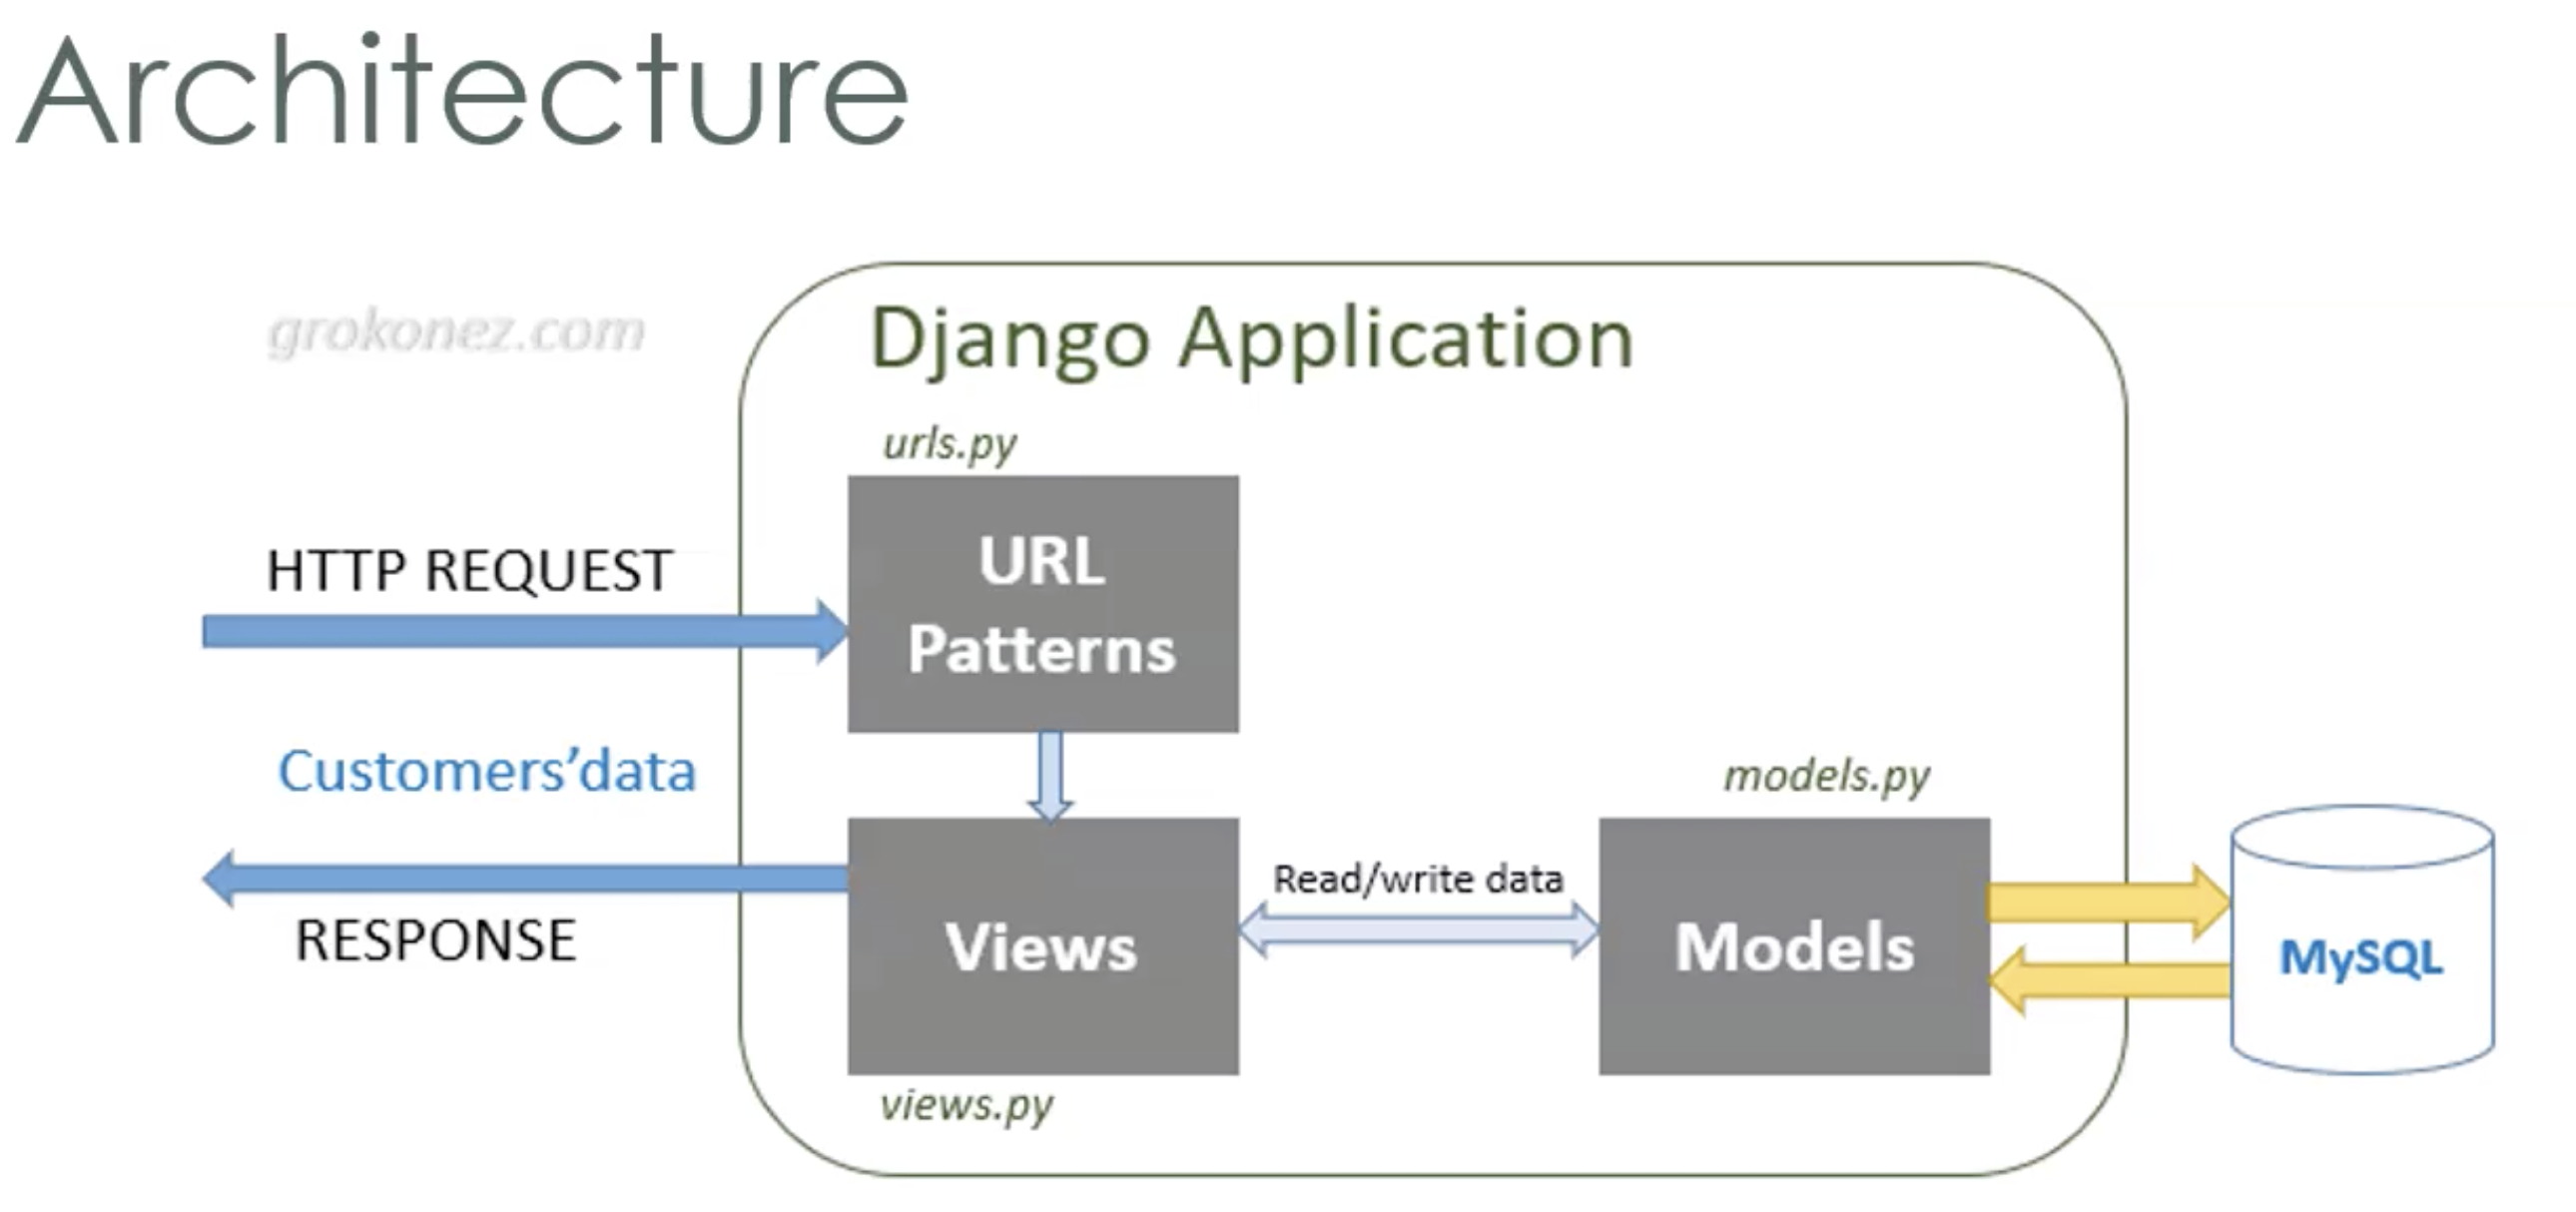 Architecture
grokonez.com
Django Application
urls.py
URL
Patterns
HTTP REQUEST
Customers’data
RESPONSE
Views
views.py
Read/write data
models.py
Models
MySQL